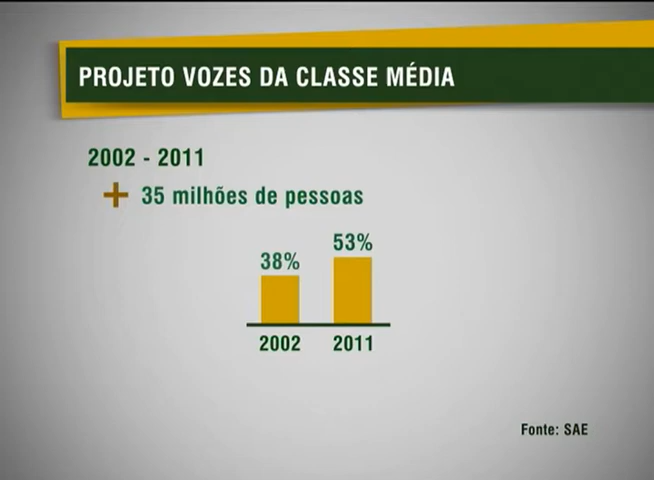 PROJETO VOZES DA CLASSE MÉDIA
2002 - 2011
+ 35 milhões de pessoas
38% 53%
2002 2011
Fonte: SAE